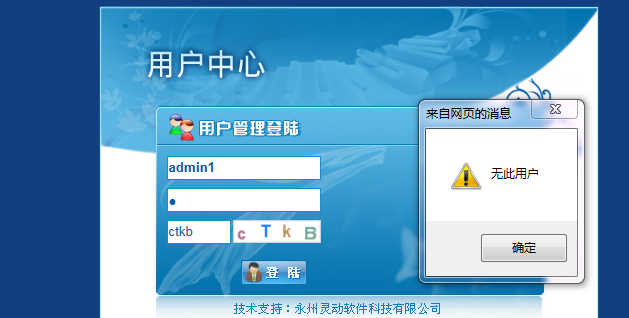 用户中心
用户管理登陆
admin1
ctkb
c T k B
登 陆
技术支持：永州灵动软件科技有限公司
来自网页的消息
无此用户
确定